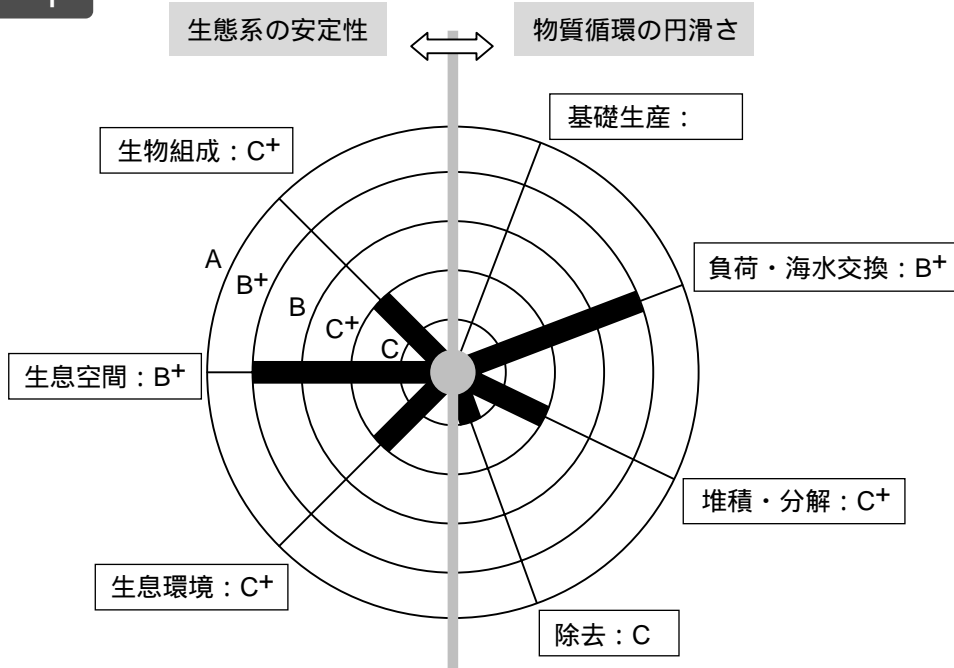 生態系の安定性
物質循環の円滑さ
基礎生産：
生物組成：C+
負荷・海水交換：B+
A
B+
B
C+
C
生息空間：B+
堆積・分解：C+
生息環境：C+
除去：C